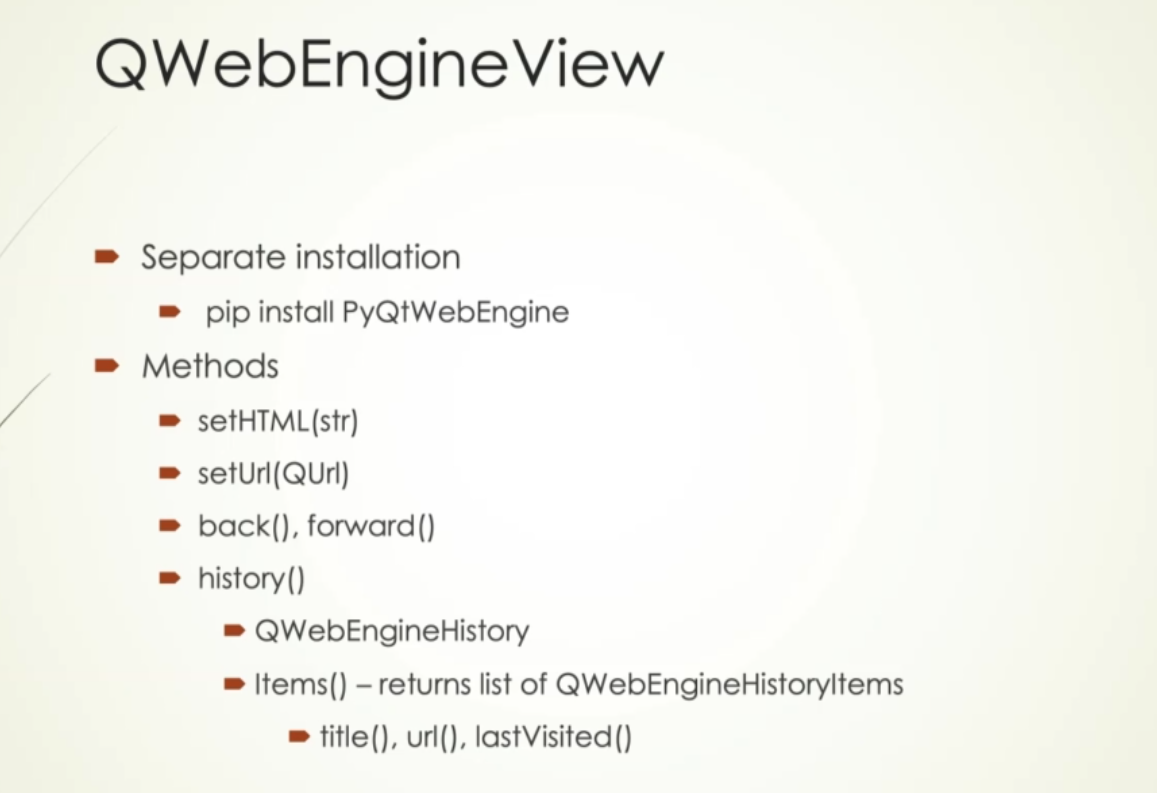 QWebEngineView
Separate installation
pip install PyQtWebEngine
Methods
setHTML(str)
setUrl(QUrl)
back(), forward()
history()
QWebEngineHistory
Items() – returns list of QWebEngineHistoryItems
title(), url(), lastVisited()